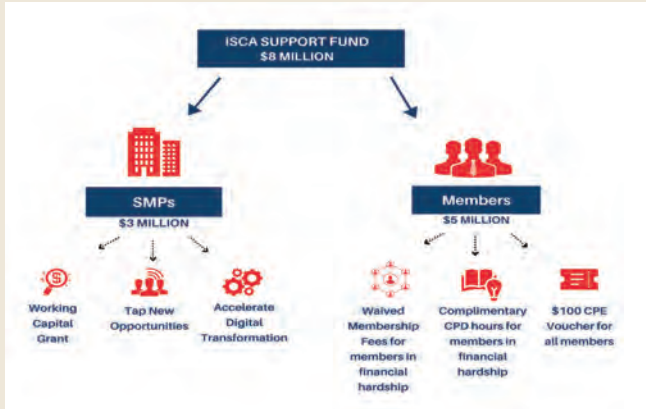 ISCA SUPPORT FUND
$8 MILLION
SMPs
$3 MILLION
Members
$5 MILLION
Working
Capital
Grant
Tap New
Opportunities
Accelerate
Digital
Transformation
Waived
Membership
Fees for
members in
financial
hardship
Complimentary
CPD hours for
members in
financial
hardship
$100 CPE
Voucher for
all members